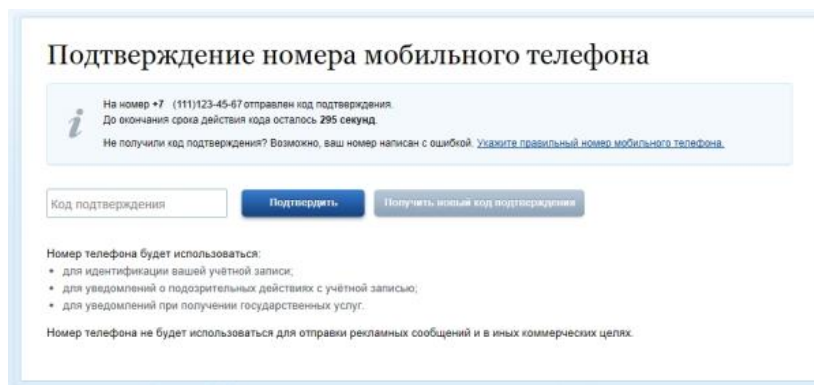 Подтверждение номера мобильного телефона
На номер +7 (111)123-45-67 отправлен код подтверждения.
До окончания срока действия кода осталось 295 секунд.
Не получили код подтверждения? Возможно, ваш номер написан с ошибкой. Укажите правильный номер мобильного телефона.
Код подтверждения Подтвердить Получить новый код подтверждения
Номер телефона будет использоваться:
• для идентификации вашей учётной записи;
• для уведомлений о подозрительных действиях с учётной записью;
• для уведомлений при получении государственных услуг.
Номер телефона не будет использоваться для отправки рекламных сообщений и в иных коммерческих целях.